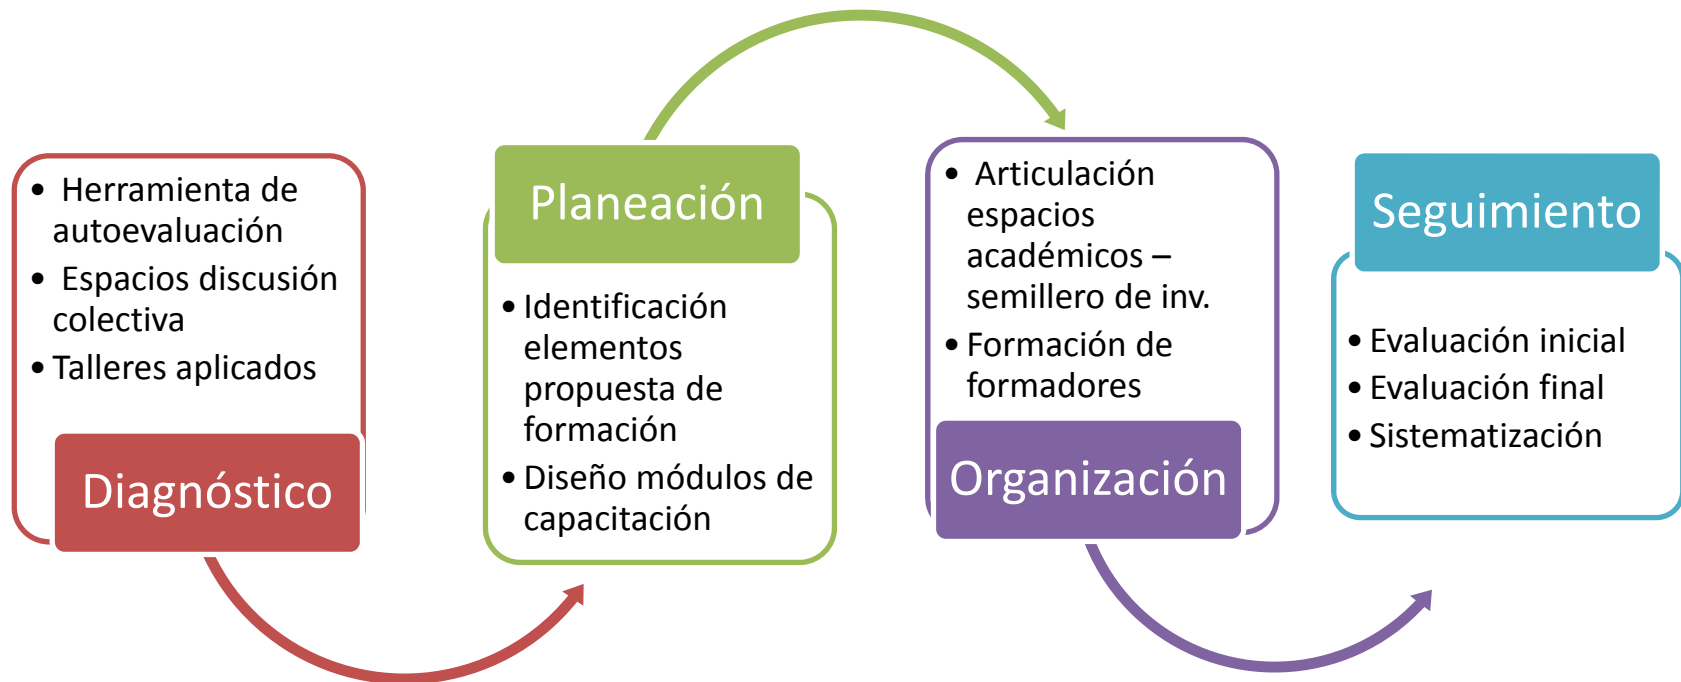 • Herramienta de
autoevaluación
• Espacios discusión
colectiva
• Talleres aplicados
Diagnóstico
Planeación
• Identificación
elementos
propuesta de
formación
• Diseño módulos de
capacitación
• Articulación
espacios
académicos –
semillero de inv.
• Formación de
formadores
Organización
Seguimiento
• Evaluación inicial
• Evaluación final
• Sistematización